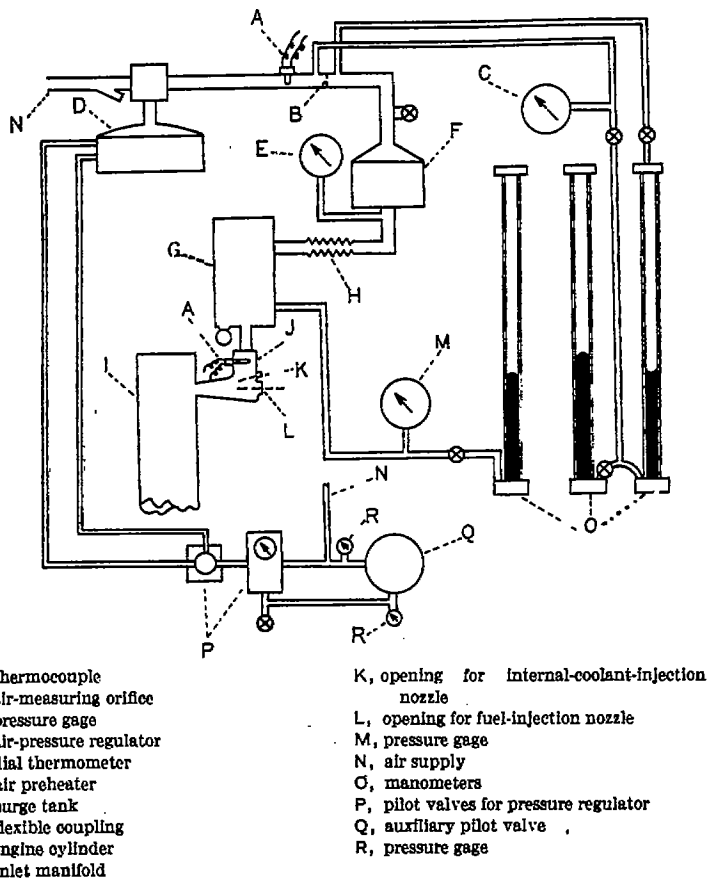 A
C
N
D
B
E
F
G
H
A
J
M
I
K
L
N
R
Q
O
R
P
thermocouple
air-measuring orifice
pressure gage
air-pressure regulator
dial thermometer
air preheater
surge tank
flexible coupling
engine cylinder
inlet manifold
K, opening for internal-coolant-injection
nozzle
L, opening for fuel-injection nozzle
M, pressure gage
N, air supply
O, manometers
P, pilot valves for pressure regulator
Q, auxiliary pilot valve
R, pressure gage